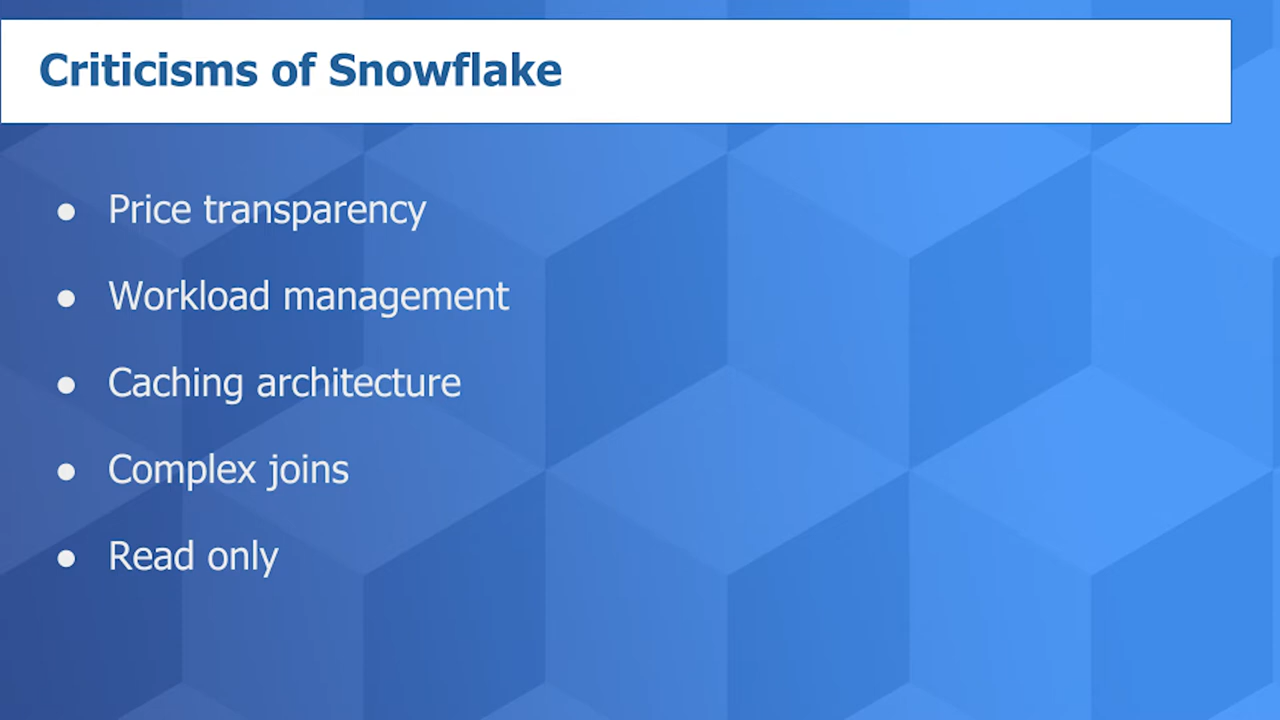 Criticisms of Snowflake
● Price transparency
● Workload management
● Caching architecture
● Complex joins
● Read only